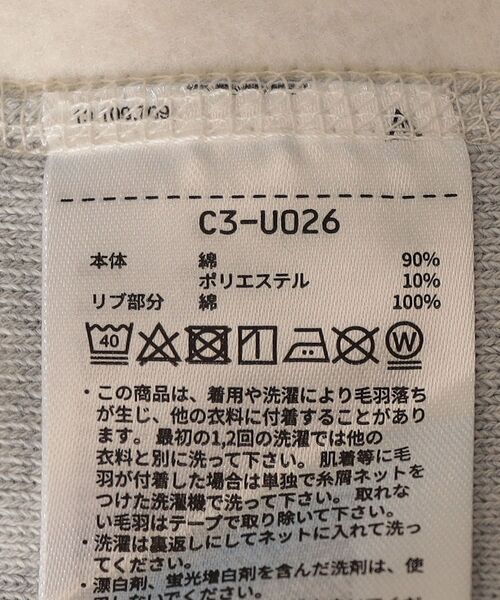 C3-U026
本体 綿 90%
ポリエステル 10%
リブ部分 綿 100%
40 W
・この商品は、着用や洗濯により毛羽落ち
が生じ、他の衣料に付着することがあり
ます。最初の1,2回の洗濯では他の
衣料と別に洗って下さい。肌着等に毛
羽が付着した場合は単独で糸屑ネットを
つけた洗濯機で洗って下さい。取れな
い毛羽はテープで取り除いて下さい。
・洗濯は裏返しにしてネットに入れて洗っ
てください。
・漂白剤、蛍光増白剤を含んだ洗剤は、使
用しないでください